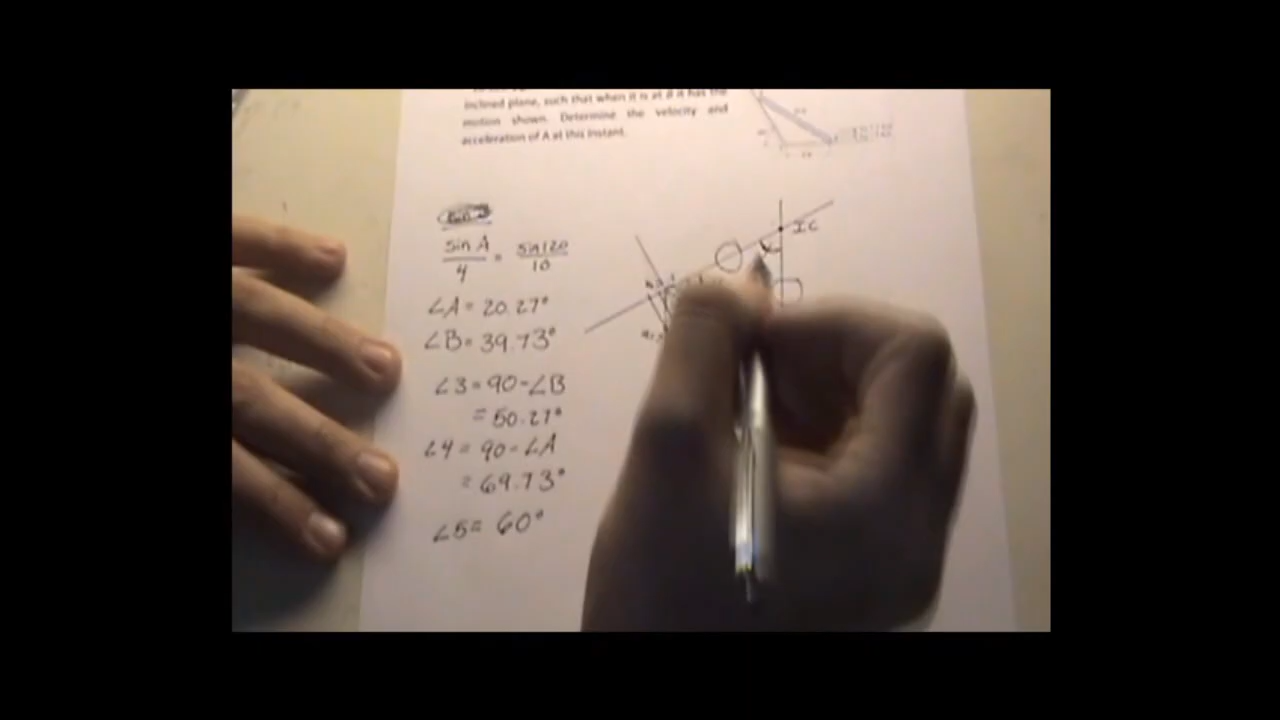 inclined plane, such that when it is at B it has the
motion shown. Determine the velocity and
acceleration of A at this instant.
IC
sin A / 4 = sin 120 / 10
∠A = 20.27°
∠B = 39.73°
∠3 = 90 - ∠B
= 50.27°
∠4 = 90 - ∠A
= 69.73°
∠5 = 60°